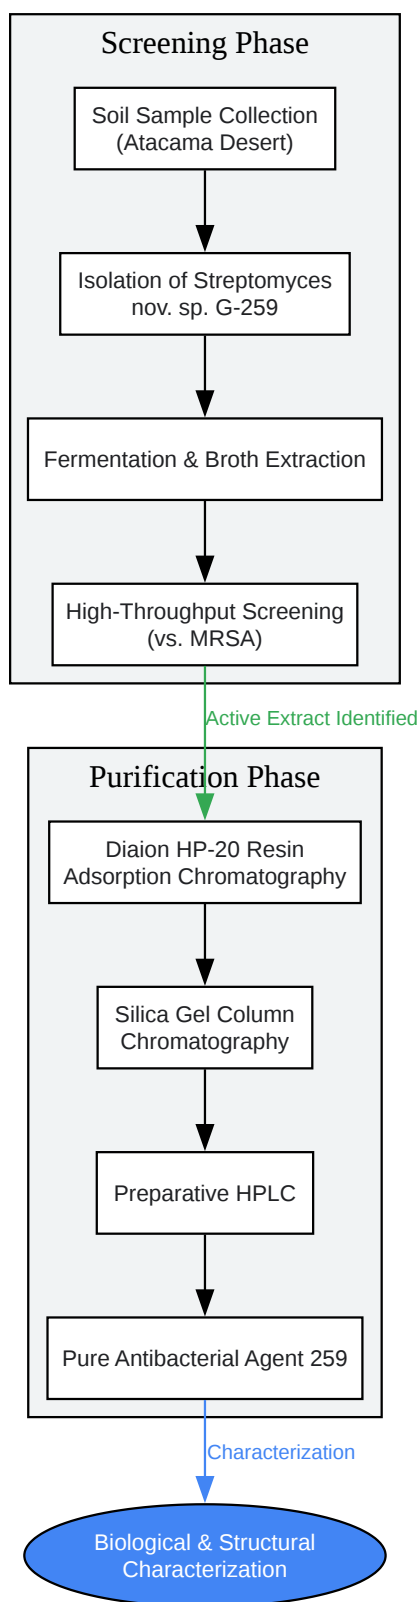 Screening Phase
Soil Sample Collection
(Atacama Desert)
Isolation of Streptomyces
nov. sp. G-259
Fermentation & Broth Extraction
High-Throughput Screening
(vs. MRSA)
Active Extract Identified
Purification Phase
Diaion HP-20 Resin
Adsorption Chromatography
Silica Gel Column
Chromatography
Preparative HPLC
Pure Antibacterial Agent 259
Characterization
Biological & Structural
Characterization